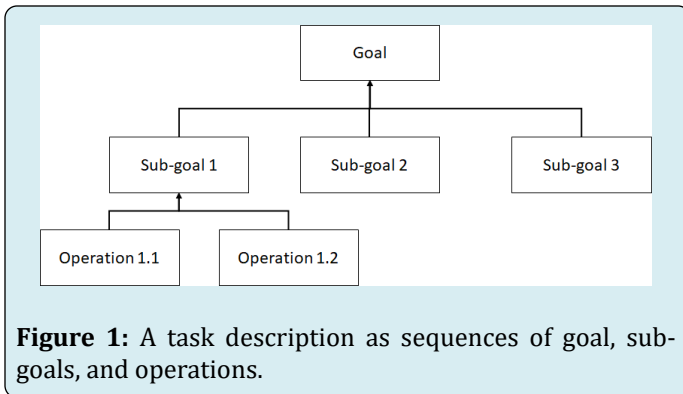 Goal
Sub-goal 1
Sub-goal 2
Sub-goal 3
Operation 1.1
Operation 1.2
Figure 1: A task description as sequences of goal, sub-
goals, and operations.